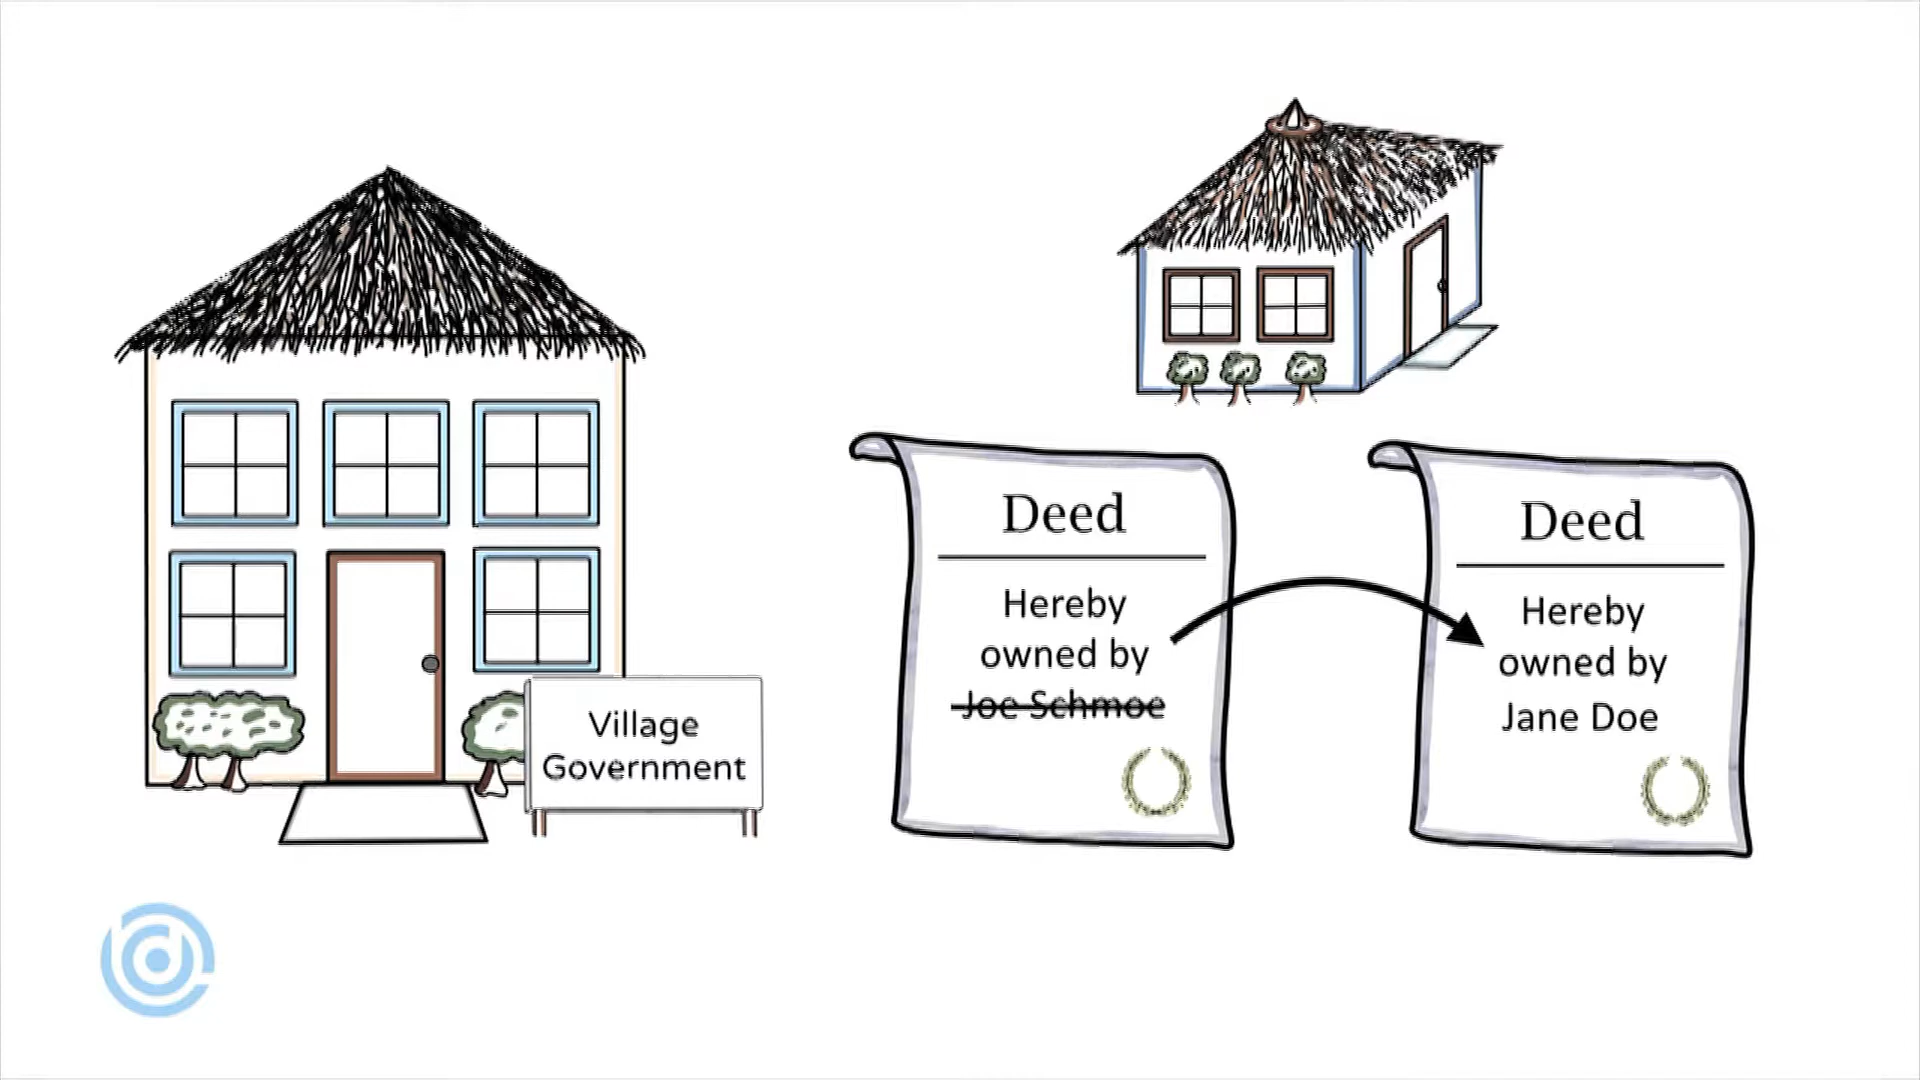 Village
Government
Deed
Hereby
owned by
Joe Schmoe
Deed
Hereby
owned by
Jane Doe